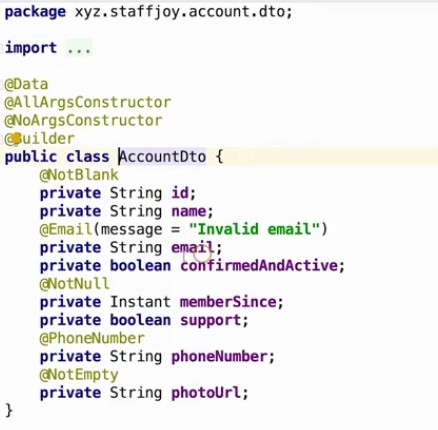 package xyz.staffjoy.account.dto;
import ...
@Data
@AllArgsConstructor
@NoArgsConstructor
@Builder
public class AccountDto {
@NotBlank
private String id;
private String name;
@Email(message = "Invalid email")
private String email;
private boolean confirmedAndActive;
@NotNull
private Instant memberSince;
private boolean support;
@PhoneNumber
private String phoneNumber;
@NotEmpty
private String photoUrl;
}